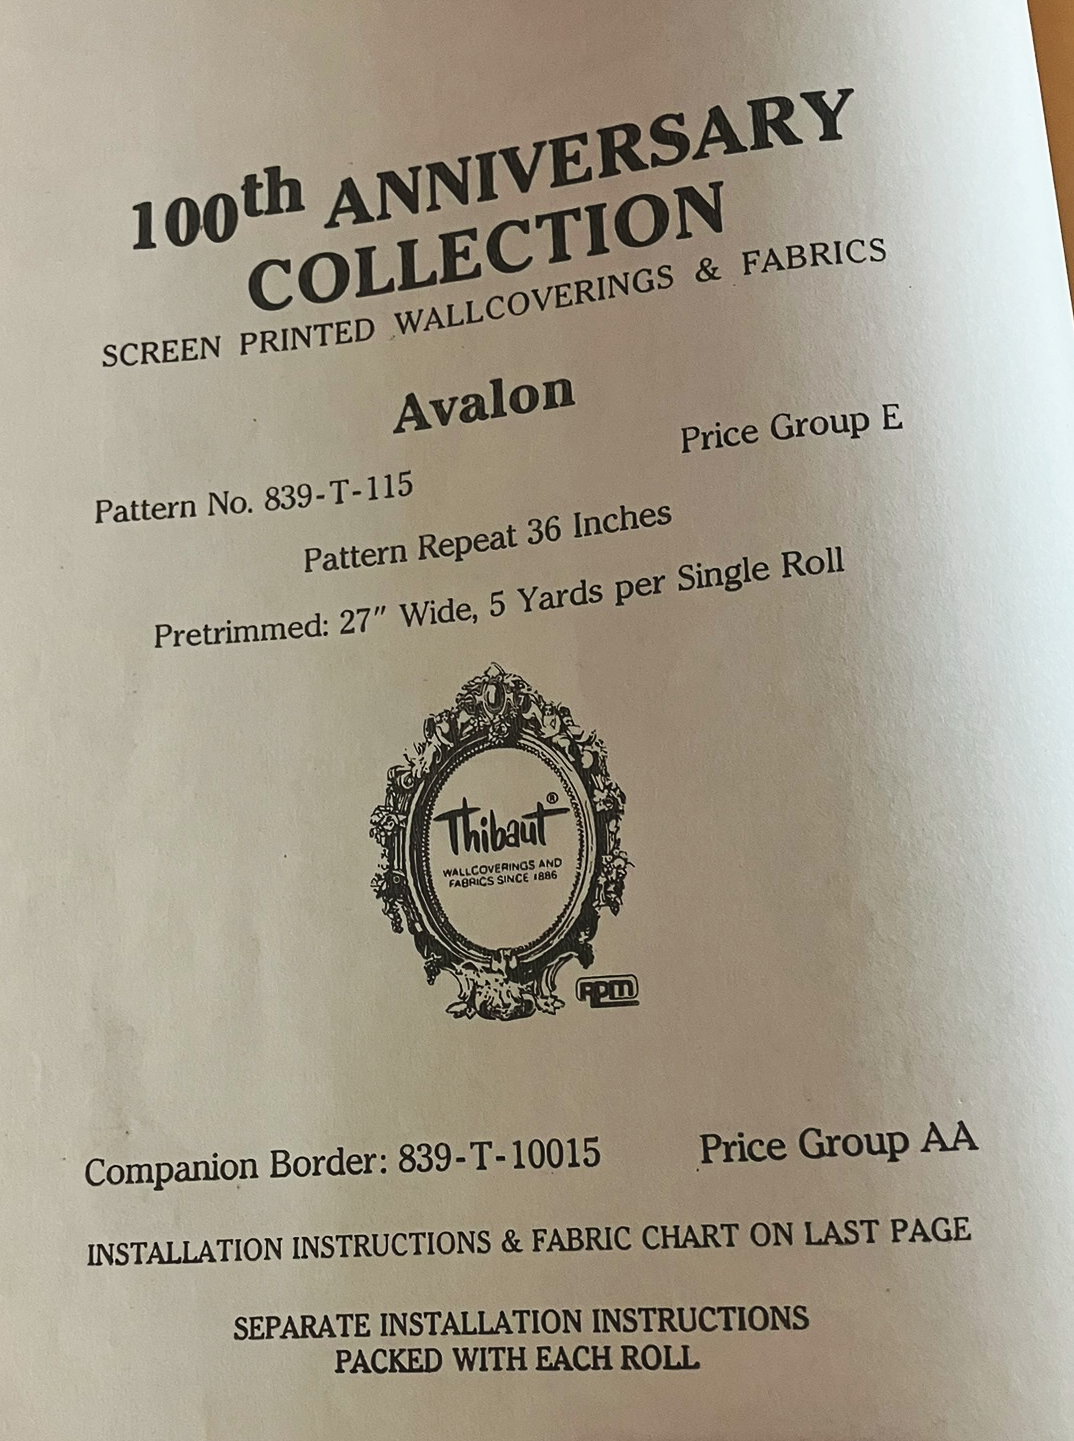 100th ANNIVERSARY
COLLECTION
SCREEN PRINTED WALLCOVERINGS & FABRICS
Avalon
Pattern No. 839-T-115 Price Group E
Pattern Repeat 36 Inches
Pretrimmed: 27″ Wide, 5 Yards per Single Roll
Thibaut®
WALLCOVERINGS AND
FABRICS SINCE 1886
RPM
Companion Border: 839-T-10015 Price Group AA
INSTALLATION INSTRUCTIONS & FABRIC CHART ON LAST PAGE
SEPARATE INSTALLATION INSTRUCTIONS
PACKED WITH EACH ROLL